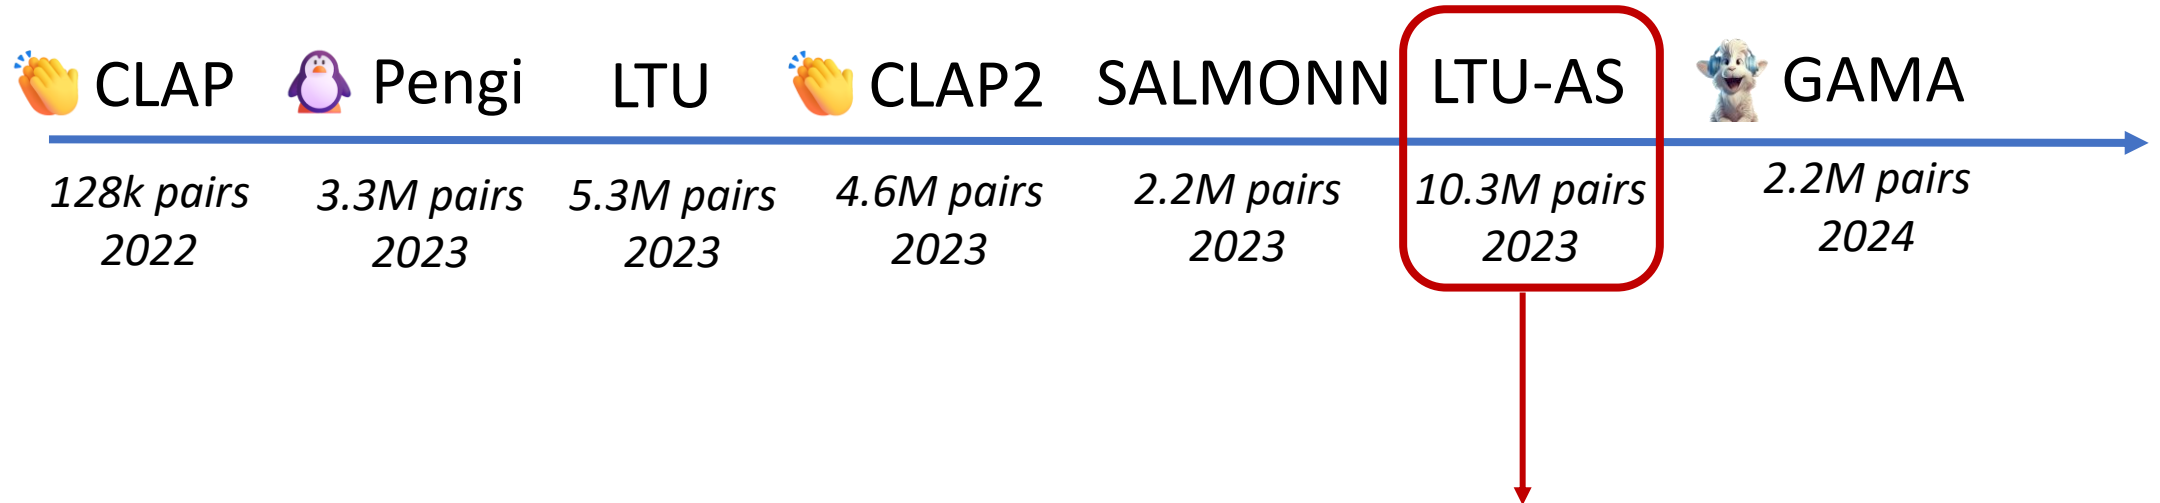 CLAP
Pengi
LTU
CLAP2
SALMONN
LTU-AS
GAMA
128k pairs
2022
3.3M pairs
2023
5.3M pairs
2023
4.6M pairs
2023
2.2M pairs
2023
10.3M pairs
2023
2.2M pairs
2024